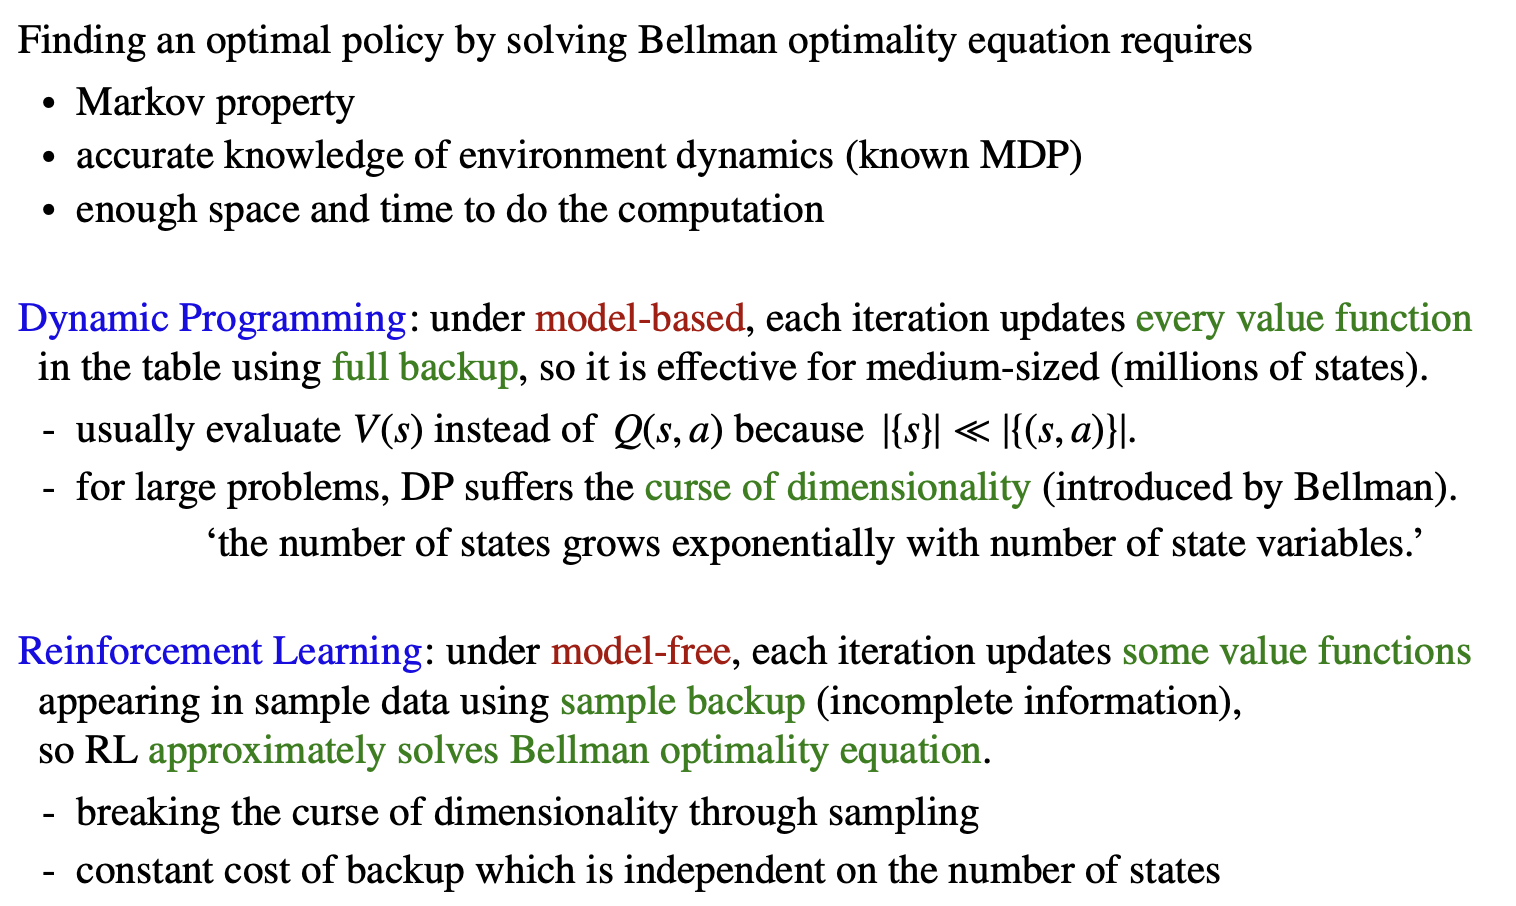 Finding an optimal policy by solving Bellman optimality equation requires
• Markov property
• accurate knowledge of environment dynamics (known MDP)
• enough space and time to do the computation
Dynamic Programming: under model-based, each iteration updates every value function
in the table using full backup, so it is effective for medium-sized (millions of states).
- usually evaluate V(s) instead of Q(s, a) because |{s}| ≪ |{(s, a)}|.
- for large problems, DP suffers the curse of dimensionality (introduced by Bellman).
‘the number of states grows exponentially with number of state variables.’
Reinforcement Learning: under model-free, each iteration updates some value functions
appearing in sample data using sample backup (incomplete information),
so RL approximately solves Bellman optimality equation.
- breaking the curse of dimensionality through sampling
- constant cost of backup which is independent on the number of states